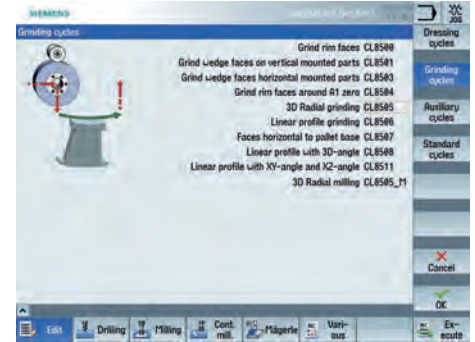 SIEMENS
JOG
Grinding cycles
Dressing
cycles
Grind rim faces CL8500
Grind wedge faces on vertical mounted parts CL8501
Grind wedge faces horizontal mounted parts CL8503
Grind rim faces around A1 zero CL8504
3D Radial grinding CL8505
Linear profile grinding CL8506
Faces horizontal to pallet base CL8507
Linear profile with 3D-angle CL8508
Linear profile with XY-angle and XZ-angle CL8511
3D Radial milling CL8505_M
Grinding
cycles
Auxiliary
cycles
Standard
cycles
Cancel
OK
Edit
Drilling
Milling
Cont.
mill.
Mägerle
Vari-
ous
Ex-
ecute